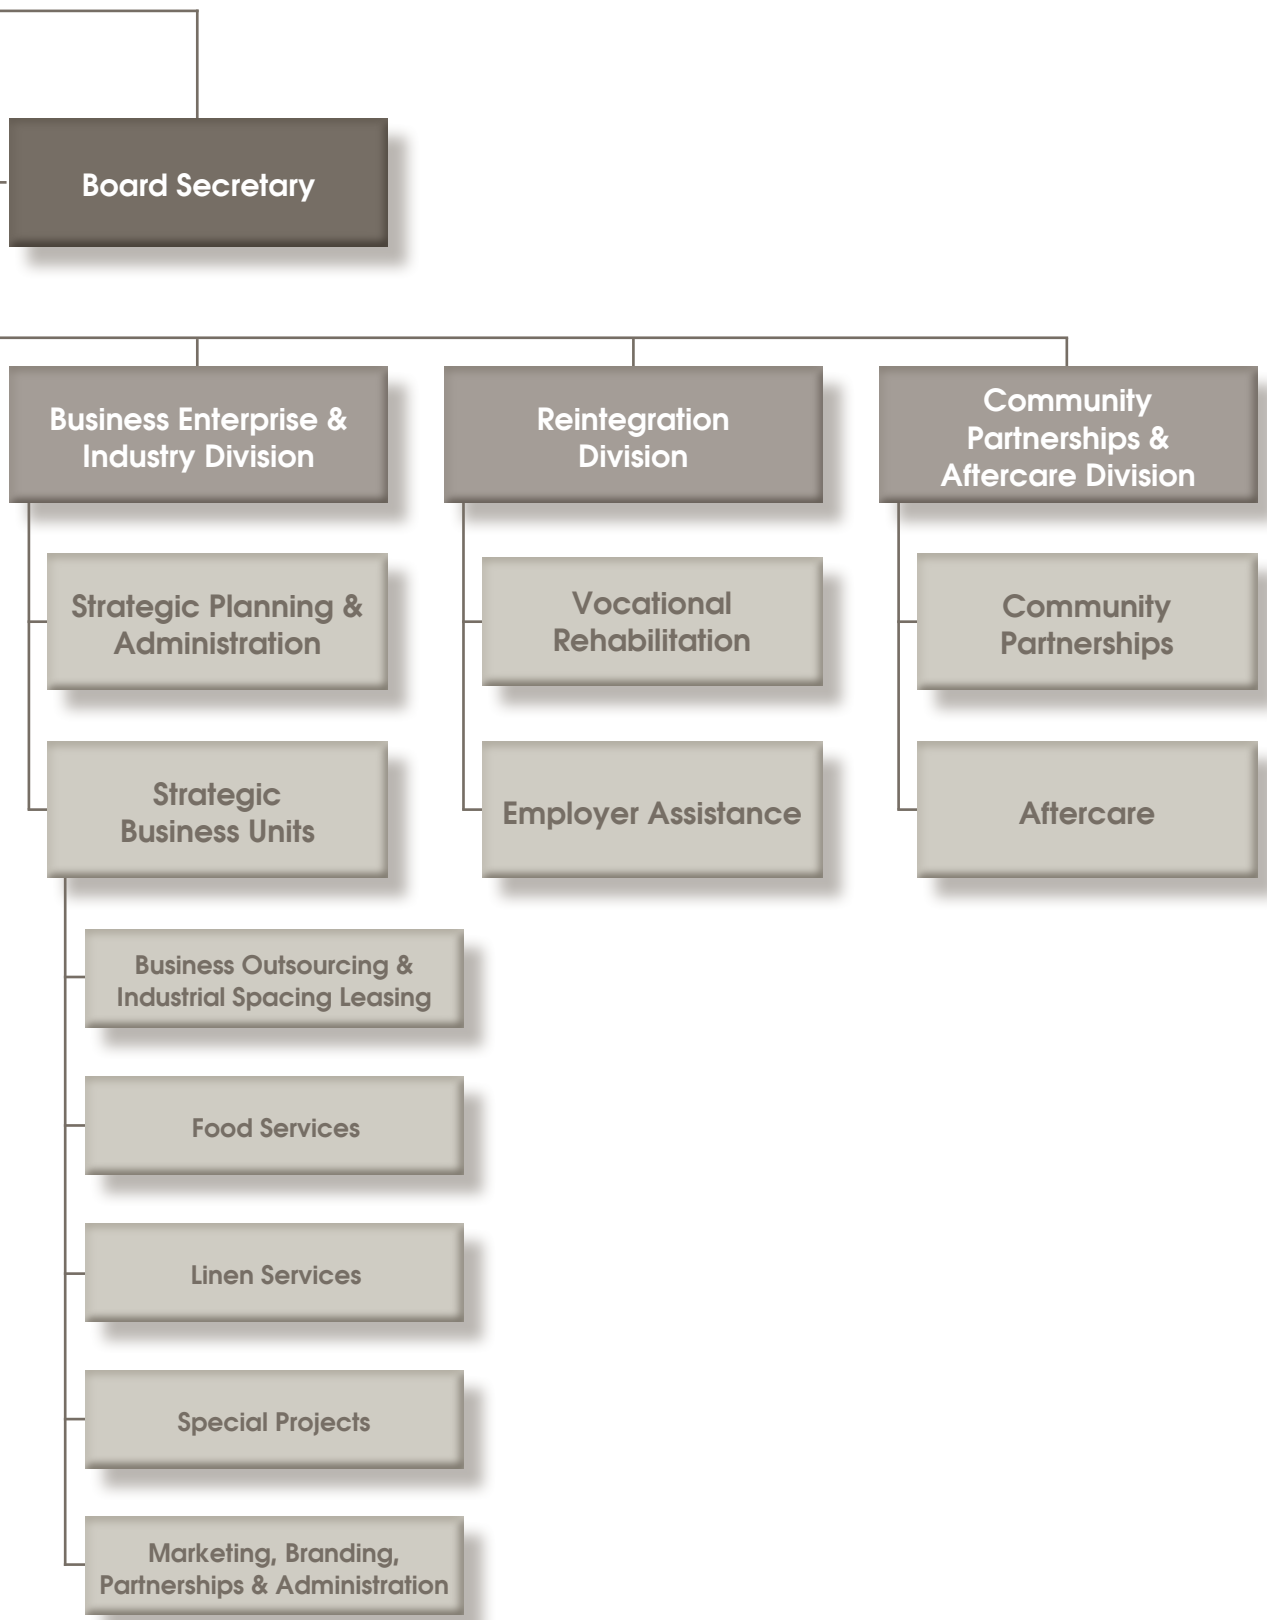 Board Secretary
Business Enterprise &
Industry Division
Reintegration
Division
Community
Partnerships &
Aftercare Division
Strategic Planning &
Administration
Vocational
Rehabilitation
Community
Partnerships
Strategic
Business Units
Employer Assistance
Aftercare
Business Outsourcing &
Industrial Spacing Leasing
Food Services
Linen Services
Special Projects
Marketing, Branding,
Partnerships & Administration